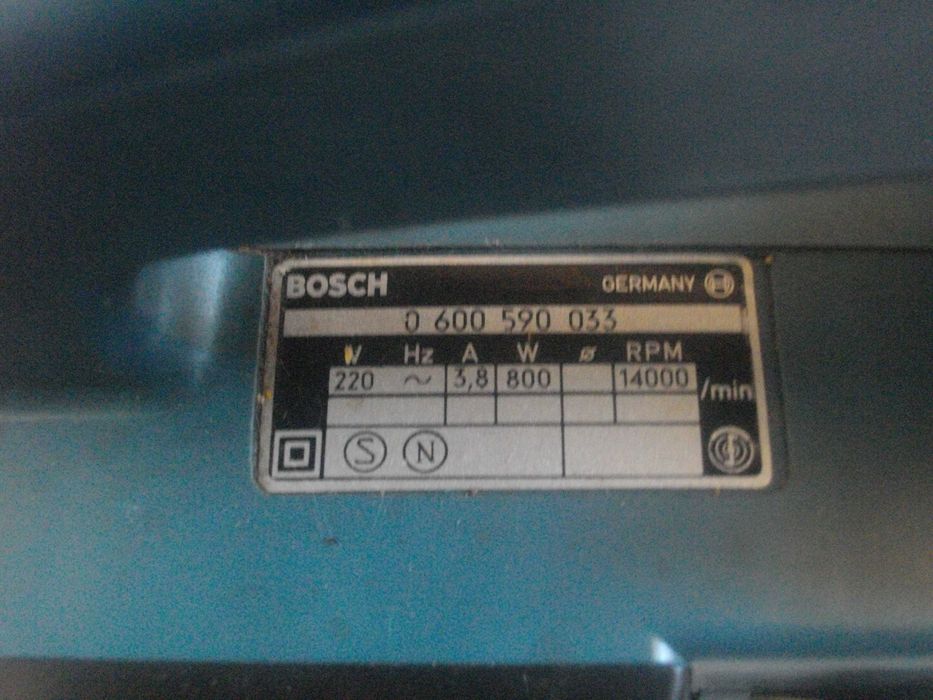 BOSCH GERMANY
0 600 590 033
V Hz A W ø RPM
220 ~ 3,8 800 14000 /min
S N